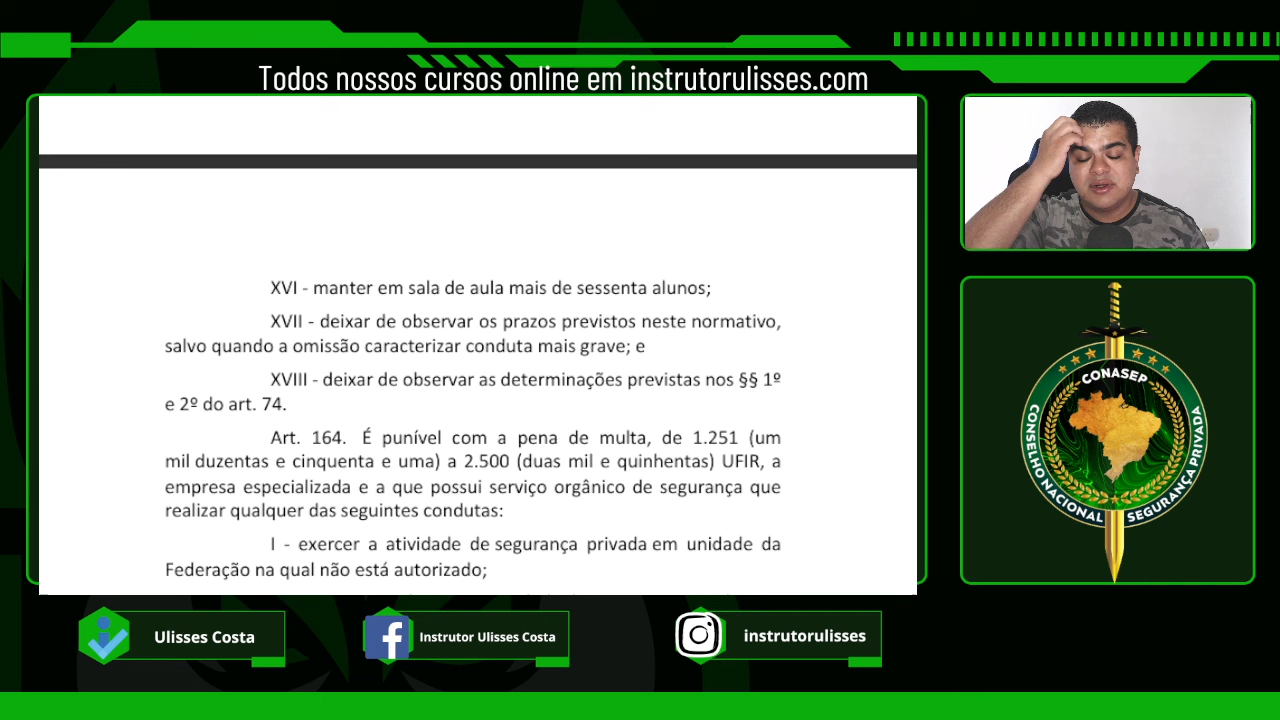 Todos nossos cursos online em instrutorulisses.com
XVI - manter em sala de aula mais de sessenta alunos;
XVII - deixar de observar os prazos previstos neste normativo,
salvo quando a omissão caracterizar conduta mais grave; e
XVIII - deixar de observar as determinações previstas nos §§ 1º
e 2º do art. 74.
Art. 164. É punível com a pena de multa, de 1.251 (um
mil duzentas e cinquenta e uma) a 2.500 (duas mil e quinhentas) UFIR, a
empresa especializada e a que possui serviço orgânico de segurança que
realizar qualquer das seguintes condutas:
I - exercer a atividade de segurança privada em unidade da
Federação na qual não está autorizado;
CONASEP
CONSELHO NACIONAL
SEGURANÇA PRIVADA
Ulisses Costa
Instrutor Ulisses Costa
instrutorulisses